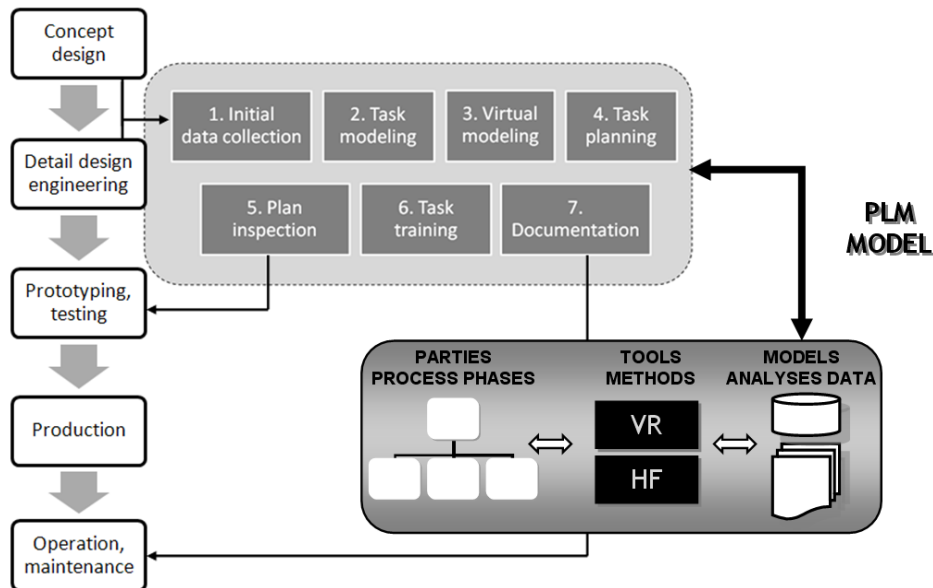 Concept
design
Detail design
engineering
Prototyping,
testing
Production
Operation,
maintenance
1. Initial
data collection
2. Task
modeling
3. Virtual
modeling
4. Task
planning
5. Plan
inspection
6. Task
training
7.
Documentation
PLM
MODEL
PARTIES
PROCESS PHASES
TOOLS
METHODS
MODELS
ANALYSES DATA
VR
HF